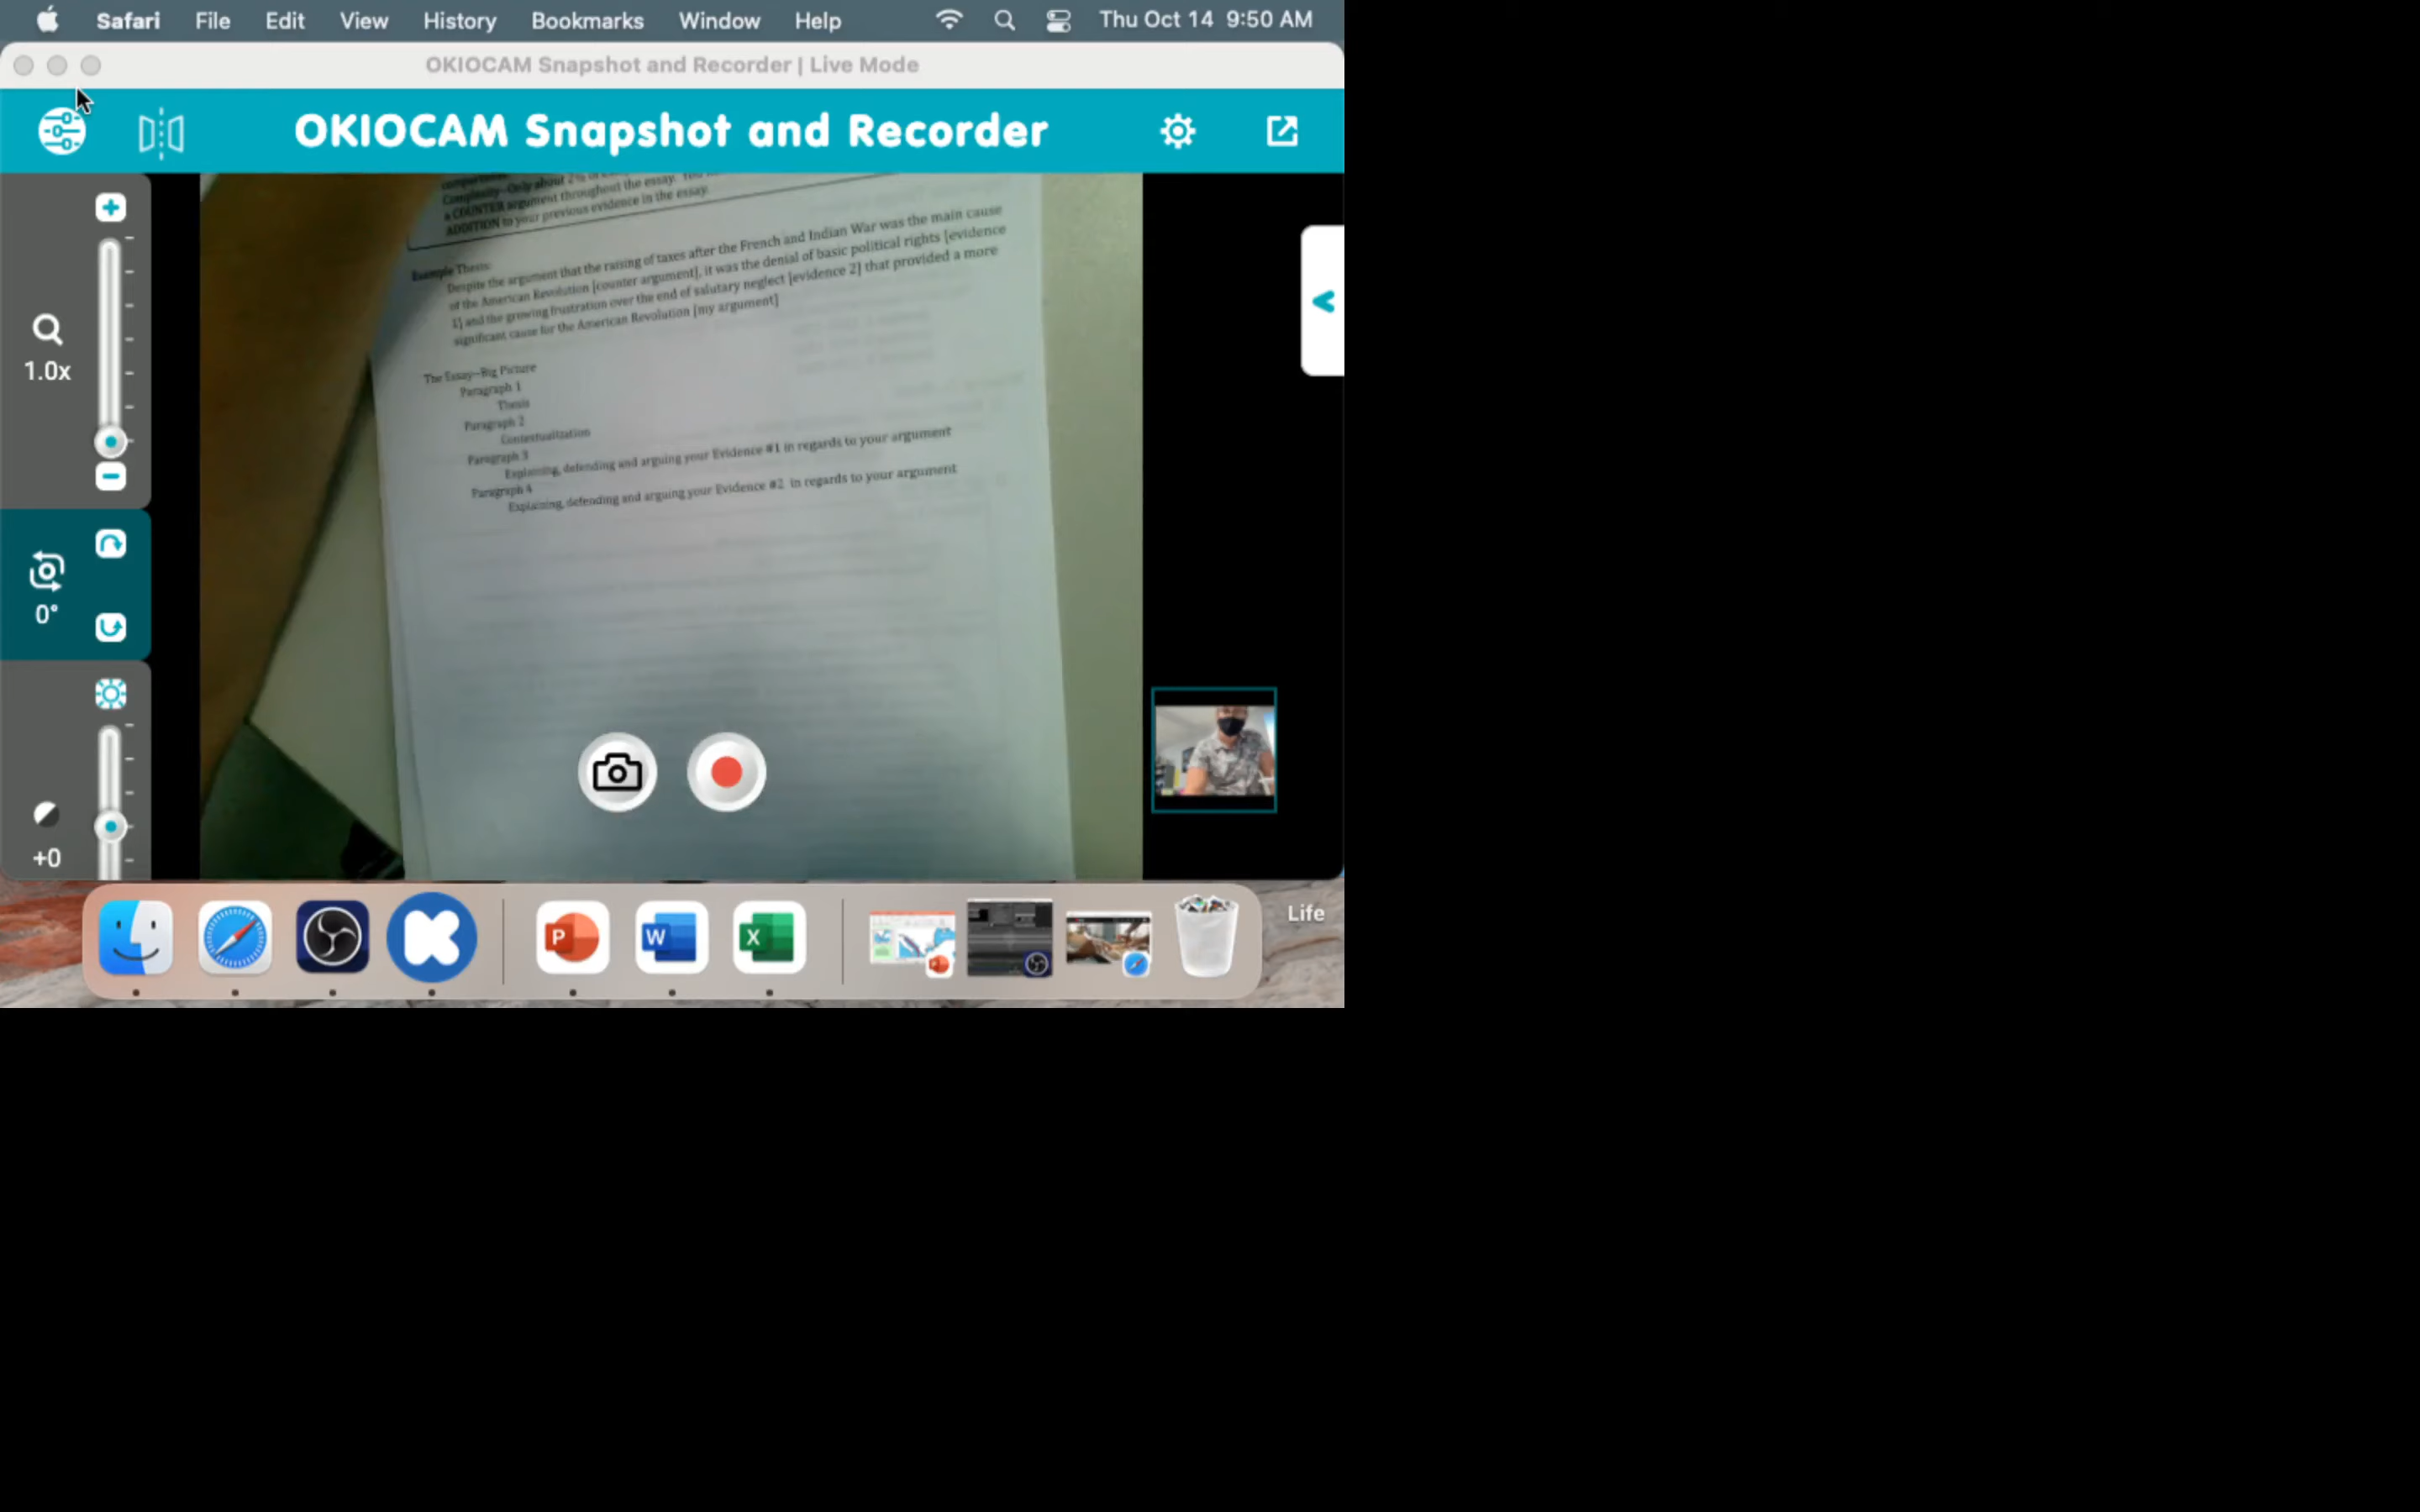 Safari File Edit View History Bookmarks Window Help Thu Oct 14 9:50 AM
OKIOCAM Snapshot and Recorder | Live Mode
OKIOCAM Snapshot and Recorder
Complexity--Only about 2% of
a COUNTER argument throughout the essay. You
ADDITION to your previous evidence in the essay.
Example Thesis:
Despite the argument that the raising of taxes after the French and Indian War was the main cause
of the American Revolution [counter argument], it was the denial of basic political rights [evidence
1] and the growing frustration over the end of salutary neglect [evidence 2] that provided a more
significant cause for the American Revolution [my argument]
The Essay--Big Picture
Paragraph 1
Thesis
Paragraph 2
Contextualization
Paragraph 3
Explaining, defending and arguing your Evidence #1 in regards to your argument
Paragraph 4
Explaining, defending and arguing your Evidence #2 in regards to your argument
1.0x
0°
+0
P
W
X
Life